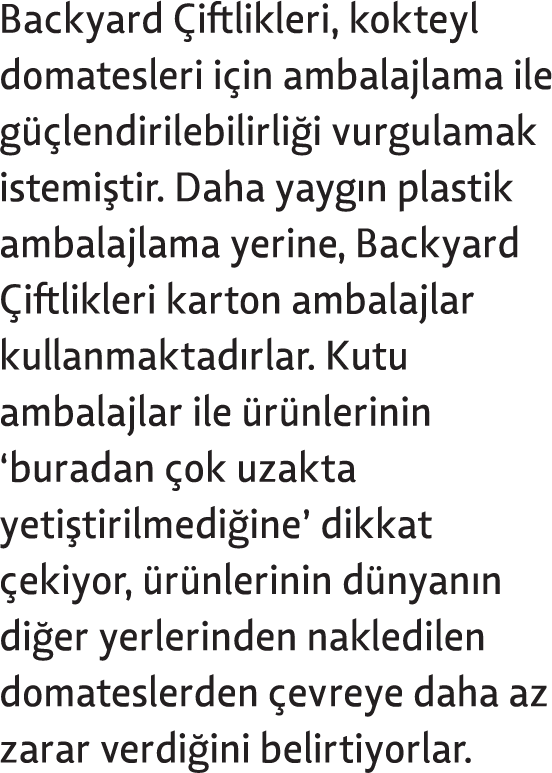 Backyard Çiftlikleri, kokteyl
domatesleri için ambalajlama ile
güçlendirilebilirliği vurgulamak
istemiştir. Daha yaygın plastik
ambalajlama yerine, Backyard
Çiftlikleri karton ambalajlar
kullanmaktadırlar. Kutu
ambalajlar ile ürünlerinin
‘buradan çok uzakta
yetiştirilmediğine’ dikkat
çekiyor, ürünlerinin dünyanın
diğer yerlerinden nakledilen
domateslerden çevreye daha az
zarar verdiğini belirtiyorlar.